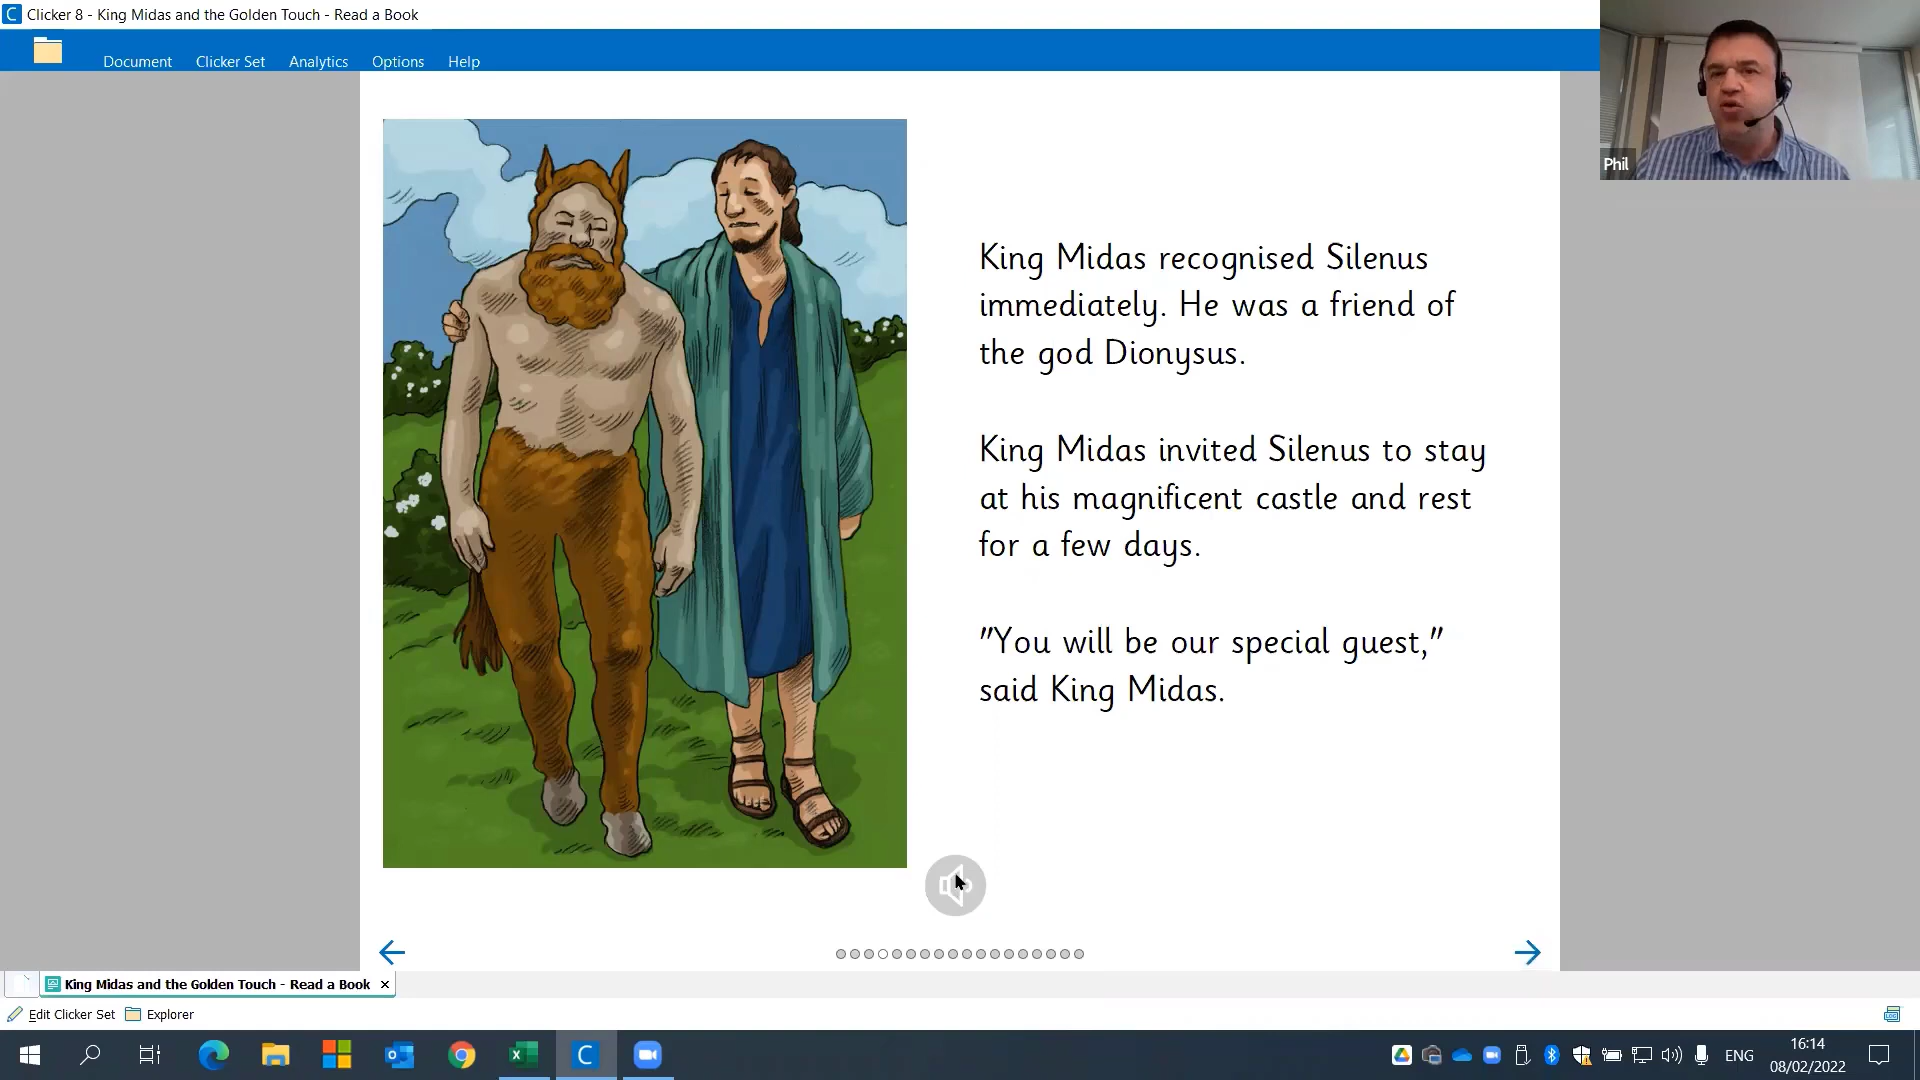 Clicker 8 - King Midas and the Golden Touch - Read a Book
Document Clicker Set Analytics Options Help
Phil
King Midas recognised Silenus
immediately. He was a friend of
the god Dionysus.
King Midas invited Silenus to stay
at his magnificent castle and rest
for a few days.
"You will be our special guest,"
said King Midas.
King Midas and the Golden Touch - Read a Book
Edit Clicker Set Explorer
ENG
16:14
08/02/2022